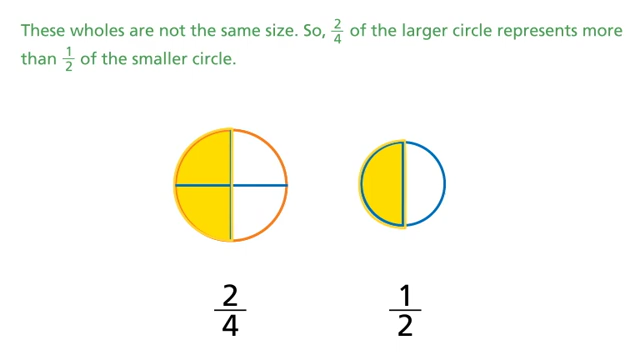 These wholes are not the same size. So, 2/4 of the larger circle represents more
than 1/2 of the smaller circle.
2/4 1/2